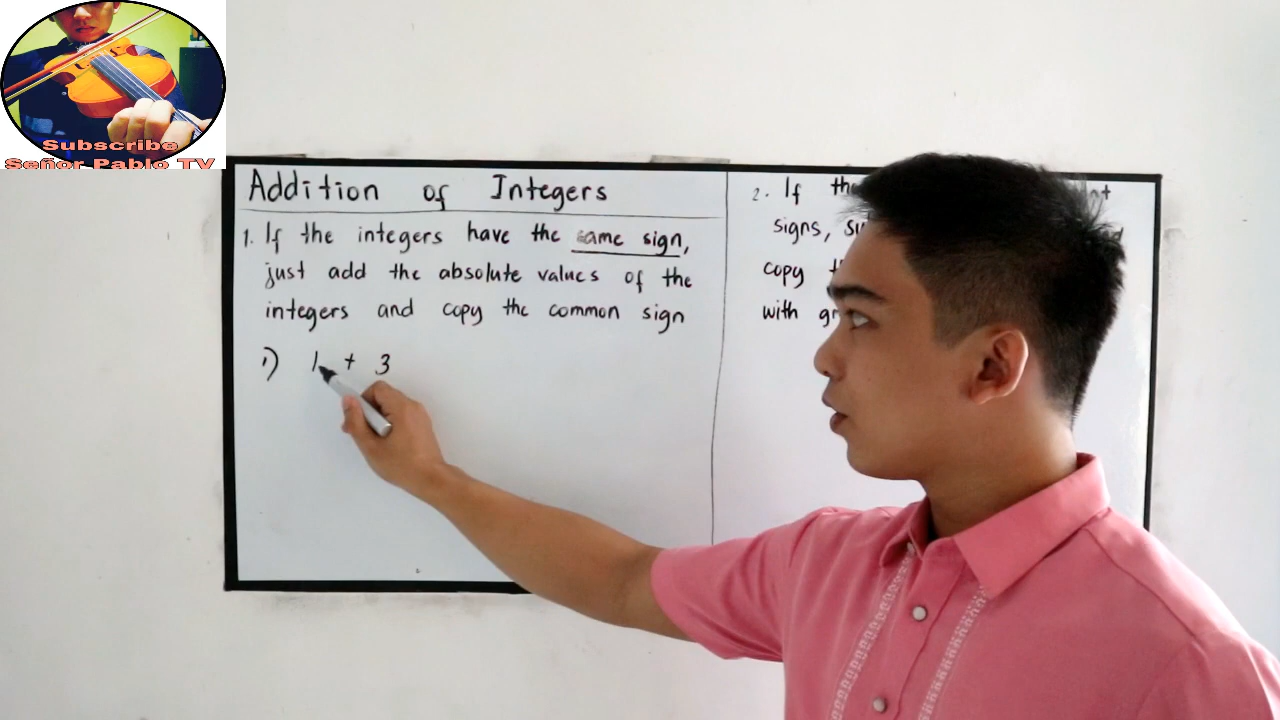 Subscribe
Señor Pablo TV
Addition of Integers
1. If the integers have the same sign,
just add the absolute values of the
integers and copy the common sign
1) 1 + 3
2. If
signs,
copy
with